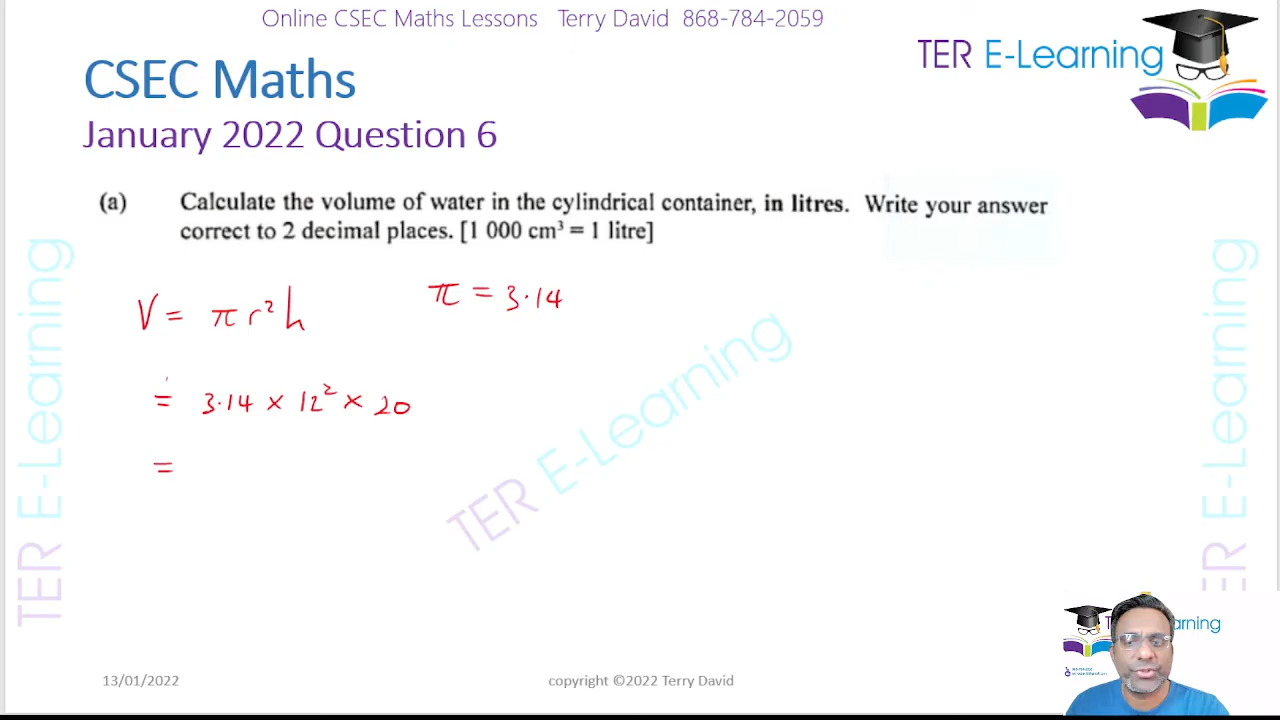 Online CSEC Maths Lessons Terry David 868-784-2059
TER E-Learning
CSEC Maths
January 2022 Question 6
(a) Calculate the volume of water in the cylindrical container, in litres. Write your answer
correct to 2 decimal places. [1 000 cm³ = 1 litre]
V = πr²h
π = 3.14
= 3.14 × 12² × 20
=
TER E-Learning
TER E-Learning
TER E-Learning
arning
13/01/2022
copyright ©2022 Terry David